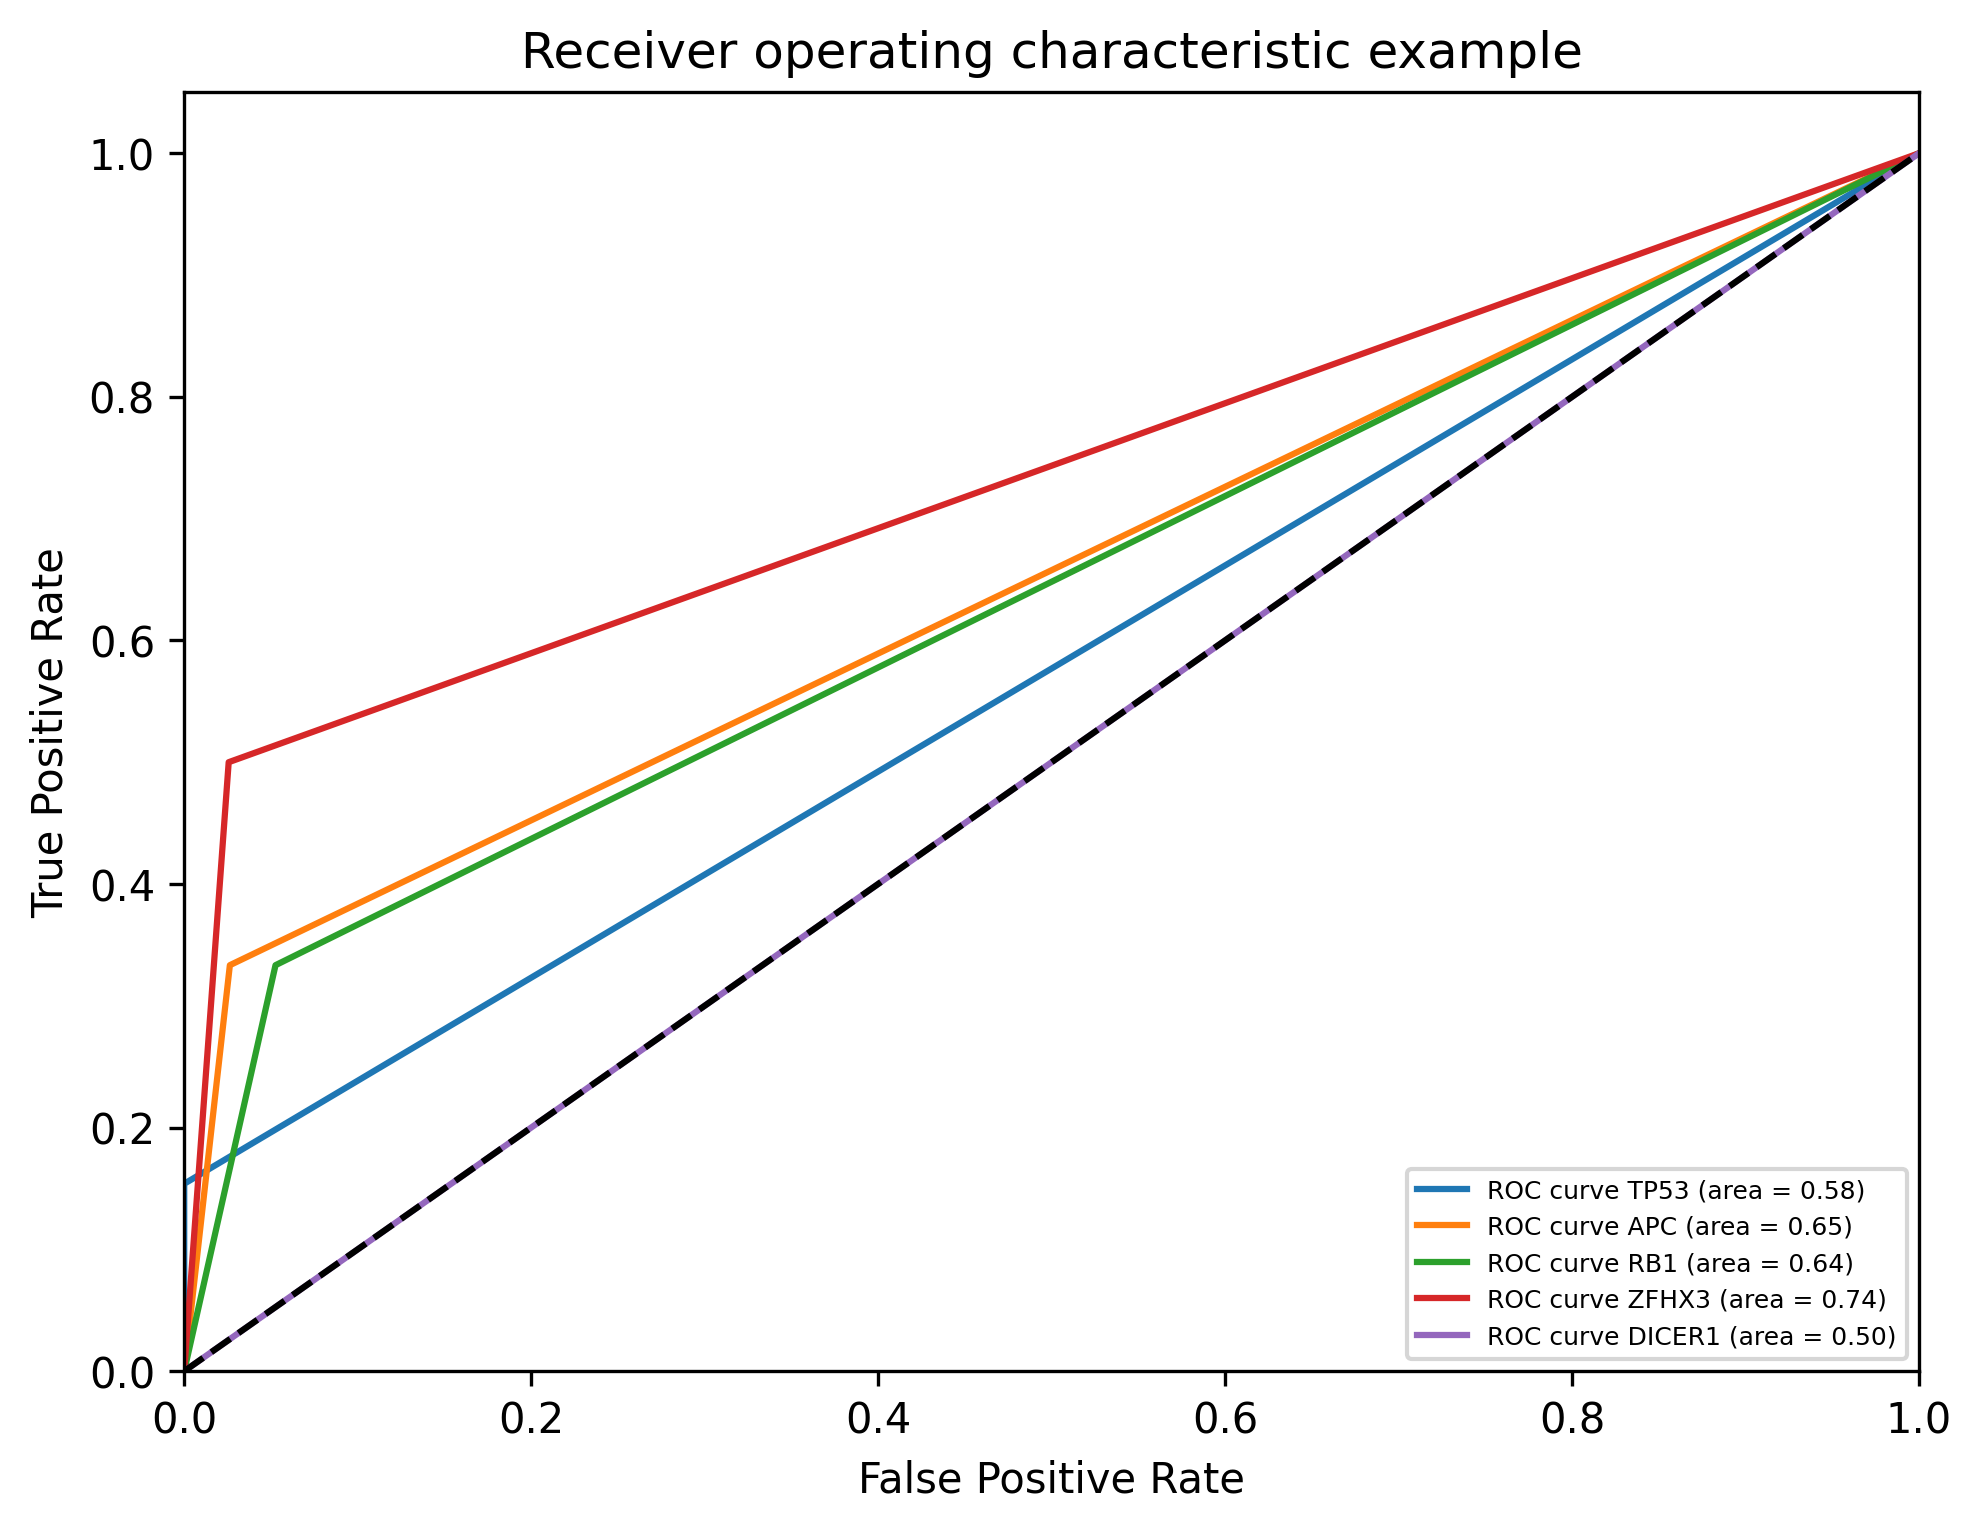 Receiver operating characteristic example
True Positive Rate
1.0
0.8
0.6
0.4
0.2
0.0
ROC curve TP53 (area = 0.58)
ROC curve APC (area = 0.65)
ROC curve RB1 (area = 0.64)
ROC curve ZFHX3 (area = 0.74)
ROC curve DICER1 (area = 0.50)
0.0 0.2 0.4 0.6 0.8 1.0
False Positive Rate